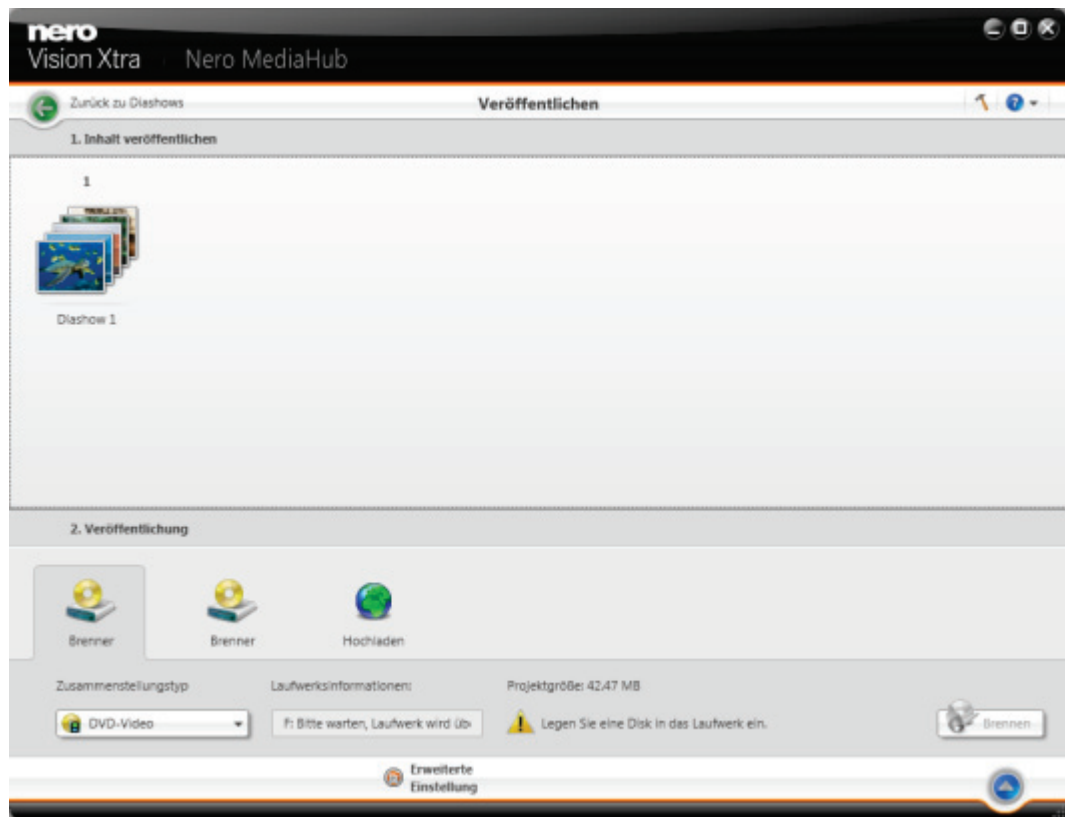 nero
Vision Xtra Nero MediaHub
Zurück zu Diashows
Veröffentlichen
1. Inhalt veröffentlichen
1
Diashow 1
2. Veröffentlichung
Brenner
Brenner
Hochladen
Zusammenstellungstyp
Laufwerksinformationen:
Projektgröße: 42.47 MB
DVD-Video
F: Bitte warten, Laufwerk wird üb
Legen Sie eine Disk in das Laufwerk ein.
Brennen
Erweiterte
Einstellung